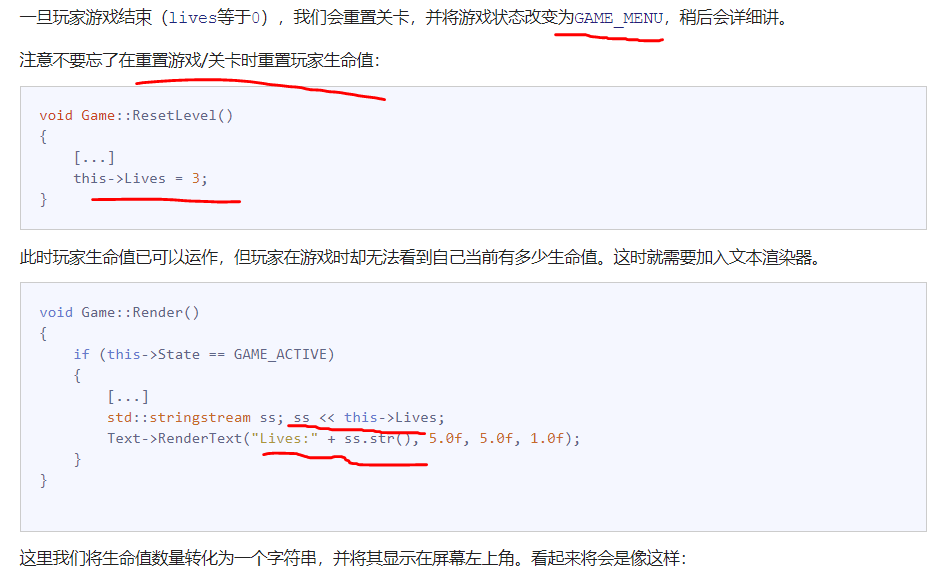 一旦玩家游戏结束（lives等于0），我们会重置关卡，并将游戏状态改变为GAME_MENU，稍后会详细讲。
注意不要忘了在重置游戏/关卡时重置玩家生命值：
void Game::ResetLevel()
{
    [...]
    this->Lives = 3;
}
此时玩家生命值已可以运作，但玩家在游戏时却无法看到自己当前有多少生命值。这时就需要加入文本渲染器。
void Game::Render()
{
    if (this->State == GAME_ACTIVE)
    {
        [...]
        std::stringstream ss; ss << this->Lives;
        Text->RenderText("Lives:" + ss.str(), 5.0f, 5.0f, 1.0f);
    }
}
这里我们将生命值数量转化为一个字符串，并将其显示在屏幕左上角。看起来将会是像这样：